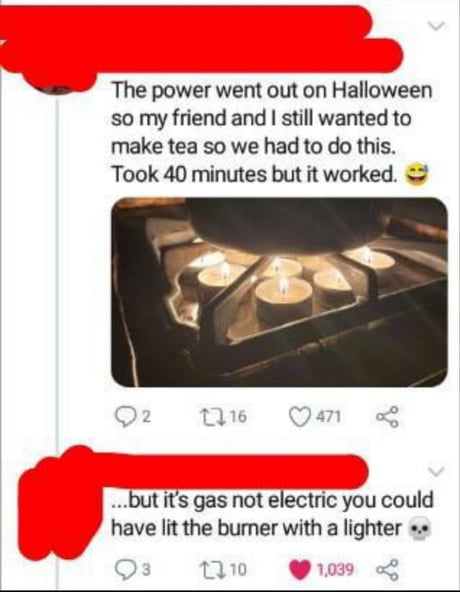 The power went out on Halloween
so my friend and I still wanted to
make tea so we had to do this.
Took 40 minutes but it worked. 😅
2 16 471
...but it's gas not electric you could
have lit the burner with a lighter 💀
3 10 1,039